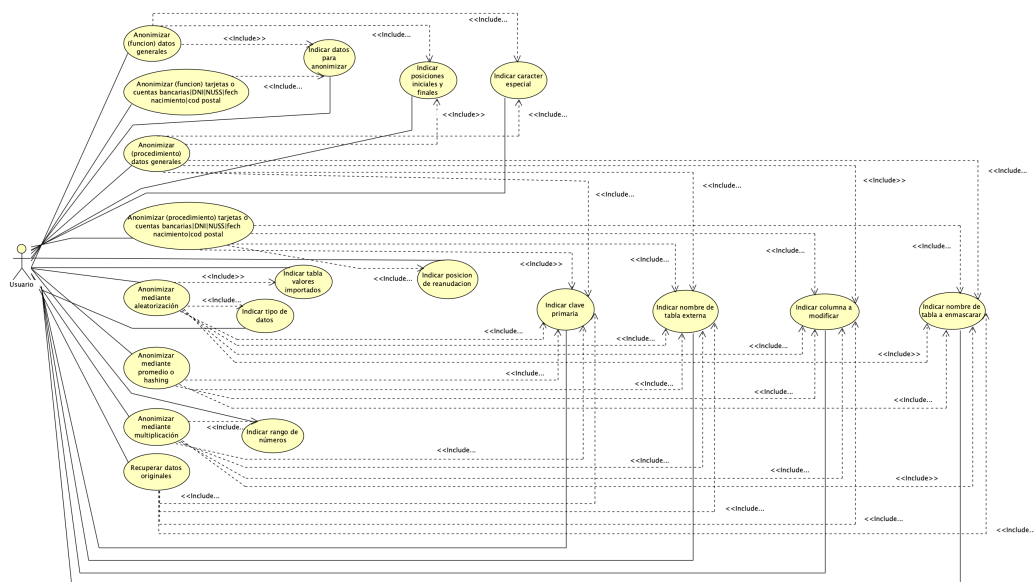 <<Include...
Anonimizar
(funcion) datos
generales
<<Include>>
<<Include...
Indicar datos
para
anonimizar
Indicar
posiciones
iniciales y
finales
Indicar caracter
especial
Anonimizar (funcion) tarjetas o
cuentas bancarias|DNI|NUSS|fech
nacimiento|cod postal
<<Include...
<<Include>>
<<Include...
Anonimizar
(procedimiento)
datos generales
<<Include...
<<Include>>
<<Include...
<<Include...
Anonimizar (procedimiento) tarjetas o
cuentas bancarias|DNI|NUSS|fech
nacimiento|cod postal
<<Include...
<<Include...
<<Include>>
<<Include...
Usuario
<<Include>>
Indicar tabla
valores
importados
<<Include...
Indicar posicion
de reanudacion
Anonimizar
mediante
aleatorización
<<Include...
Indicar tipo de
datos
Indicar clave
primaria
Indicar nombre de
tabla externa
Indicar columna a
modificar
Indicar nombre de
tabla a enmascarar
<<Include...
<<Include...
<<Include...
<<Include>>
Anonimizar
mediante
promedio o
hashing
<<Include...
<<Include...
<<Include...
<<Include...
Anonimizar
mediante
multiplicación
<<Include...
Indicar rango de
números
<<Include...
<<Include...
<<Include...
<<Include>>
Recuperar datos
originales
<<Include...
<<Include...
<<Include...
<<Include...